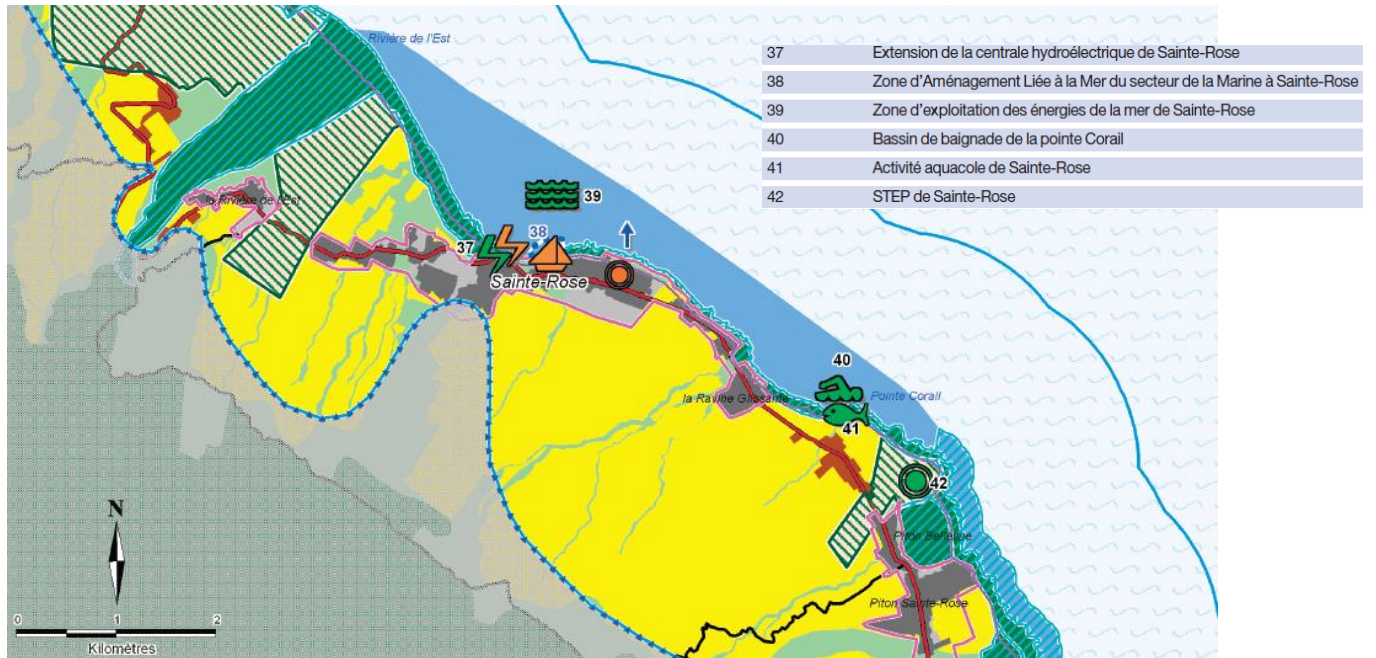 Rivière de l'Est
37 Extension de la centrale hydroélectrique de Sainte-Rose
38 Zone d'Aménagement Liée à la Mer du secteur de la Marine à Sainte-Rose
39 Zone d'exploitation des énergies de la mer de Sainte-Rose
40 Bassin de baignade de la pointe Corail
41 Activité aquacole de Sainte-Rose
42 STEP de Sainte-Rose
la Rivière de l'Est
39
38
37
Sainte-Rose
40
la Ravine Glissante
Pointe Corail
41
42
N
Piton Bellevue
Piton Sainte-Rose
0 1 2
Kilomètres